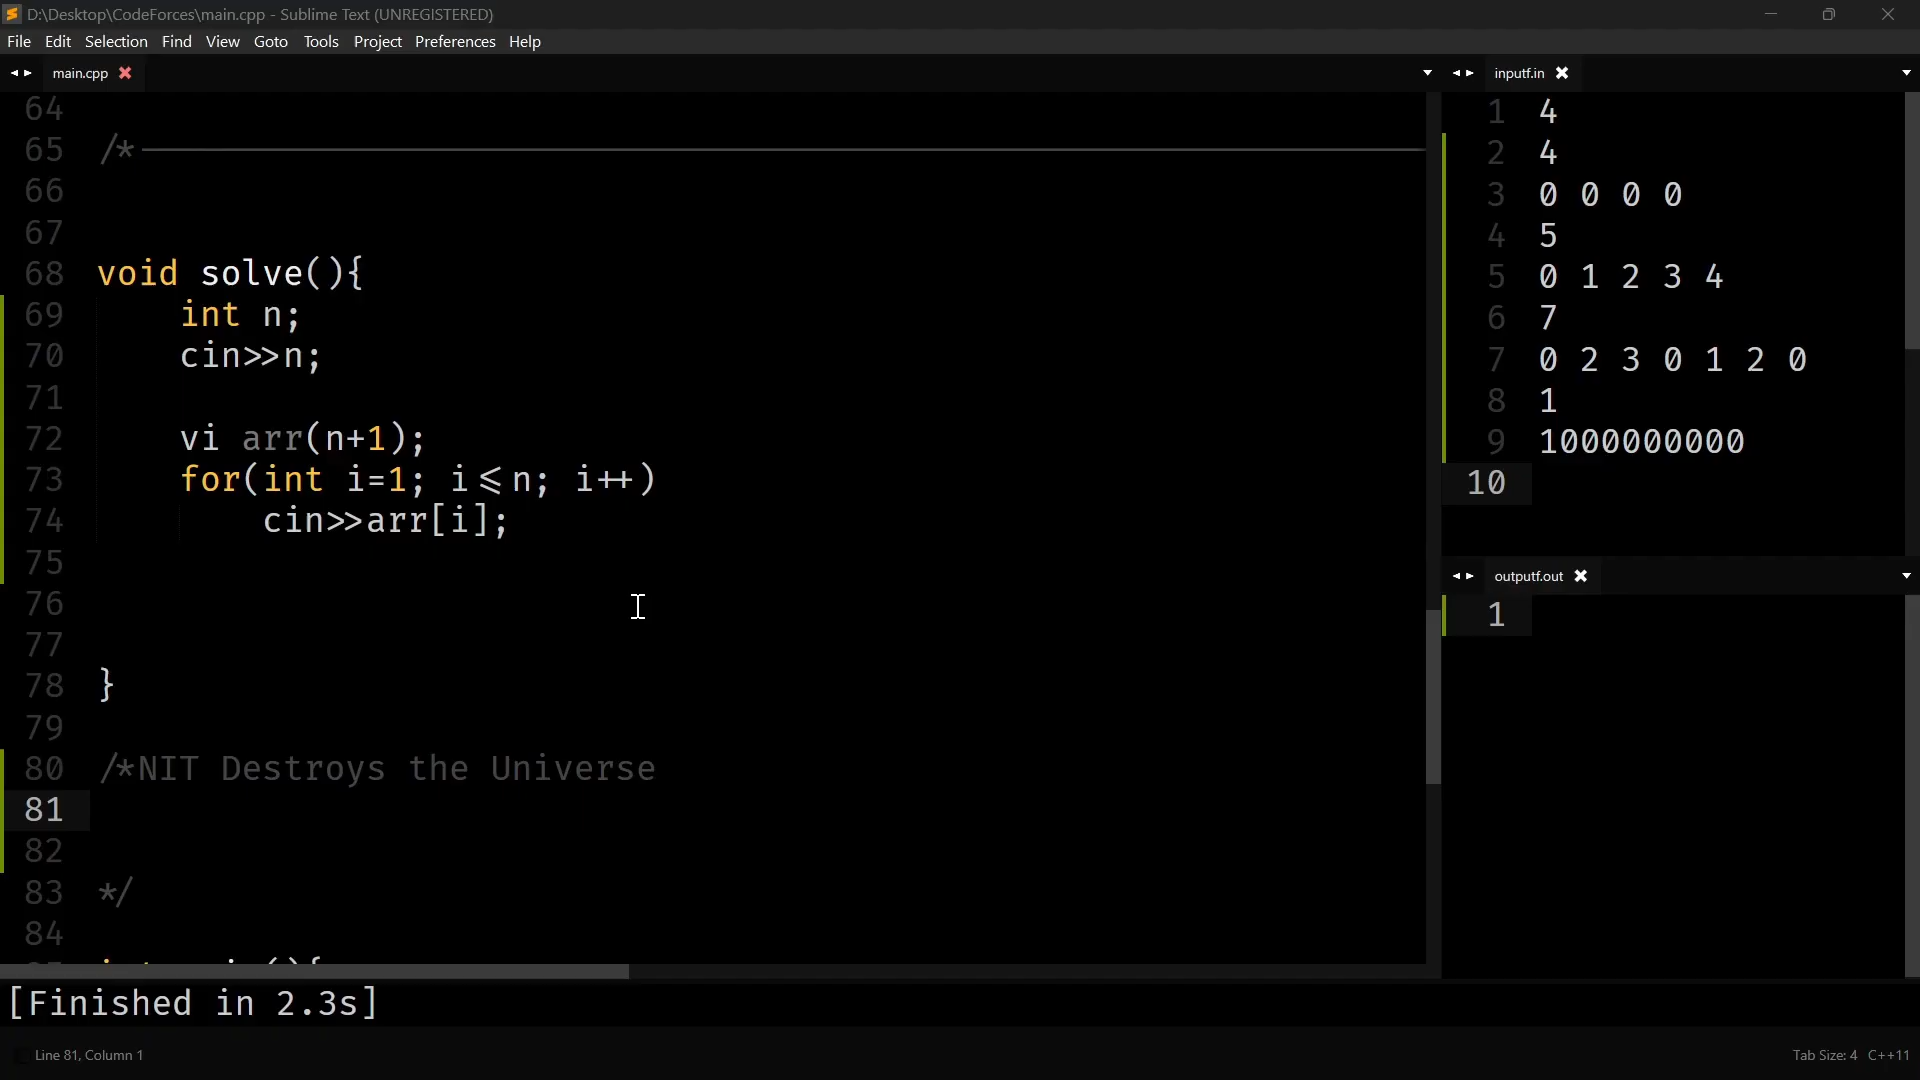 D:\Desktop\CodeForces\main.cpp - Sublime Text (UNREGISTERED)
File Edit Selection Find View Goto Tools Project Preferences Help
main.cpp
64
65 /*
66
67
68 void solve(){
69 int n;
70 cin>>n;
71
72 vi arr(n+1);
73 for(int i=1; i<=n; i++)
74 cin>>arr[i];
75
76
77
78 }
79
80 /*NIT Destroys the Universe
81
82
83 */
84
inputf.in
1 4
2 4
3 0 0 0 0
4 5
5 0 1 2 3 4
6 7
7 0 2 3 0 1 2 0
8 1
9 1000000000
10
outputf.out
1
[Finished in 2.3s]
Line 81, Column 1
Tab Size: 4 C++11